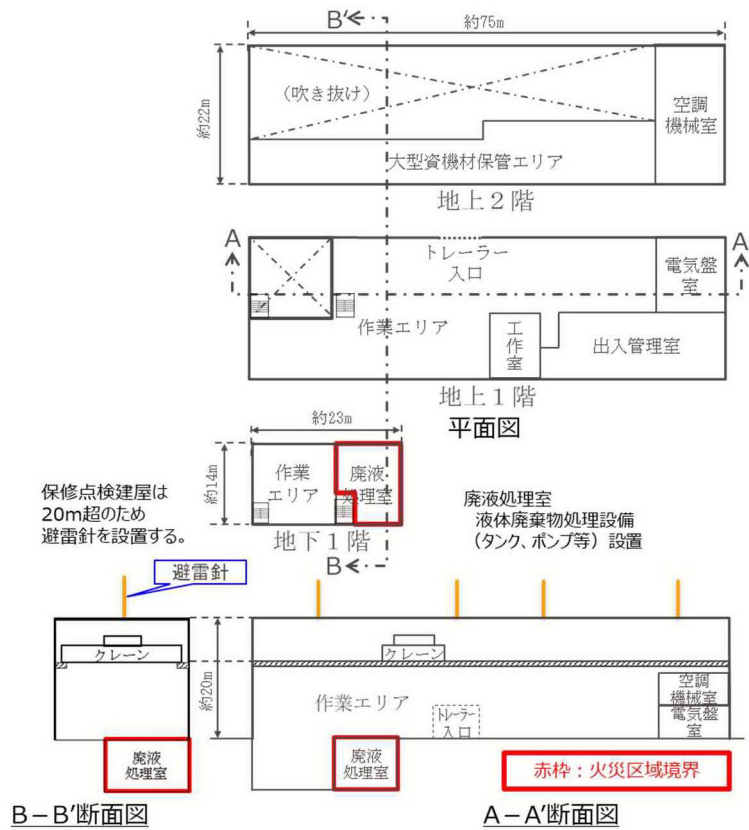 B′
約75m
（吹き抜け）
空調
機械室
約22m
大型資機材保管エリア
地上２階
A
A
トレーラー
入口
電気盤
室
作業エリア
工
作
室
出入管理室
地上１階
約23m
平面図
作業
エリア
廃液
処理室
約14m
地下１階
B
保修点検建屋は
20m超のため
避雷針を設置する。
廃液処理室
液体廃棄物処理設備
（タンク、ポンプ等）設置
避雷針
クレーン
クレーン
約20m
作業エリア
空調
機械室
電気盤
室
トレーラー
入口
廃液
処理室
廃液
処理室
赤枠：火災区域境界
B－B′断面図
A－A′断面図